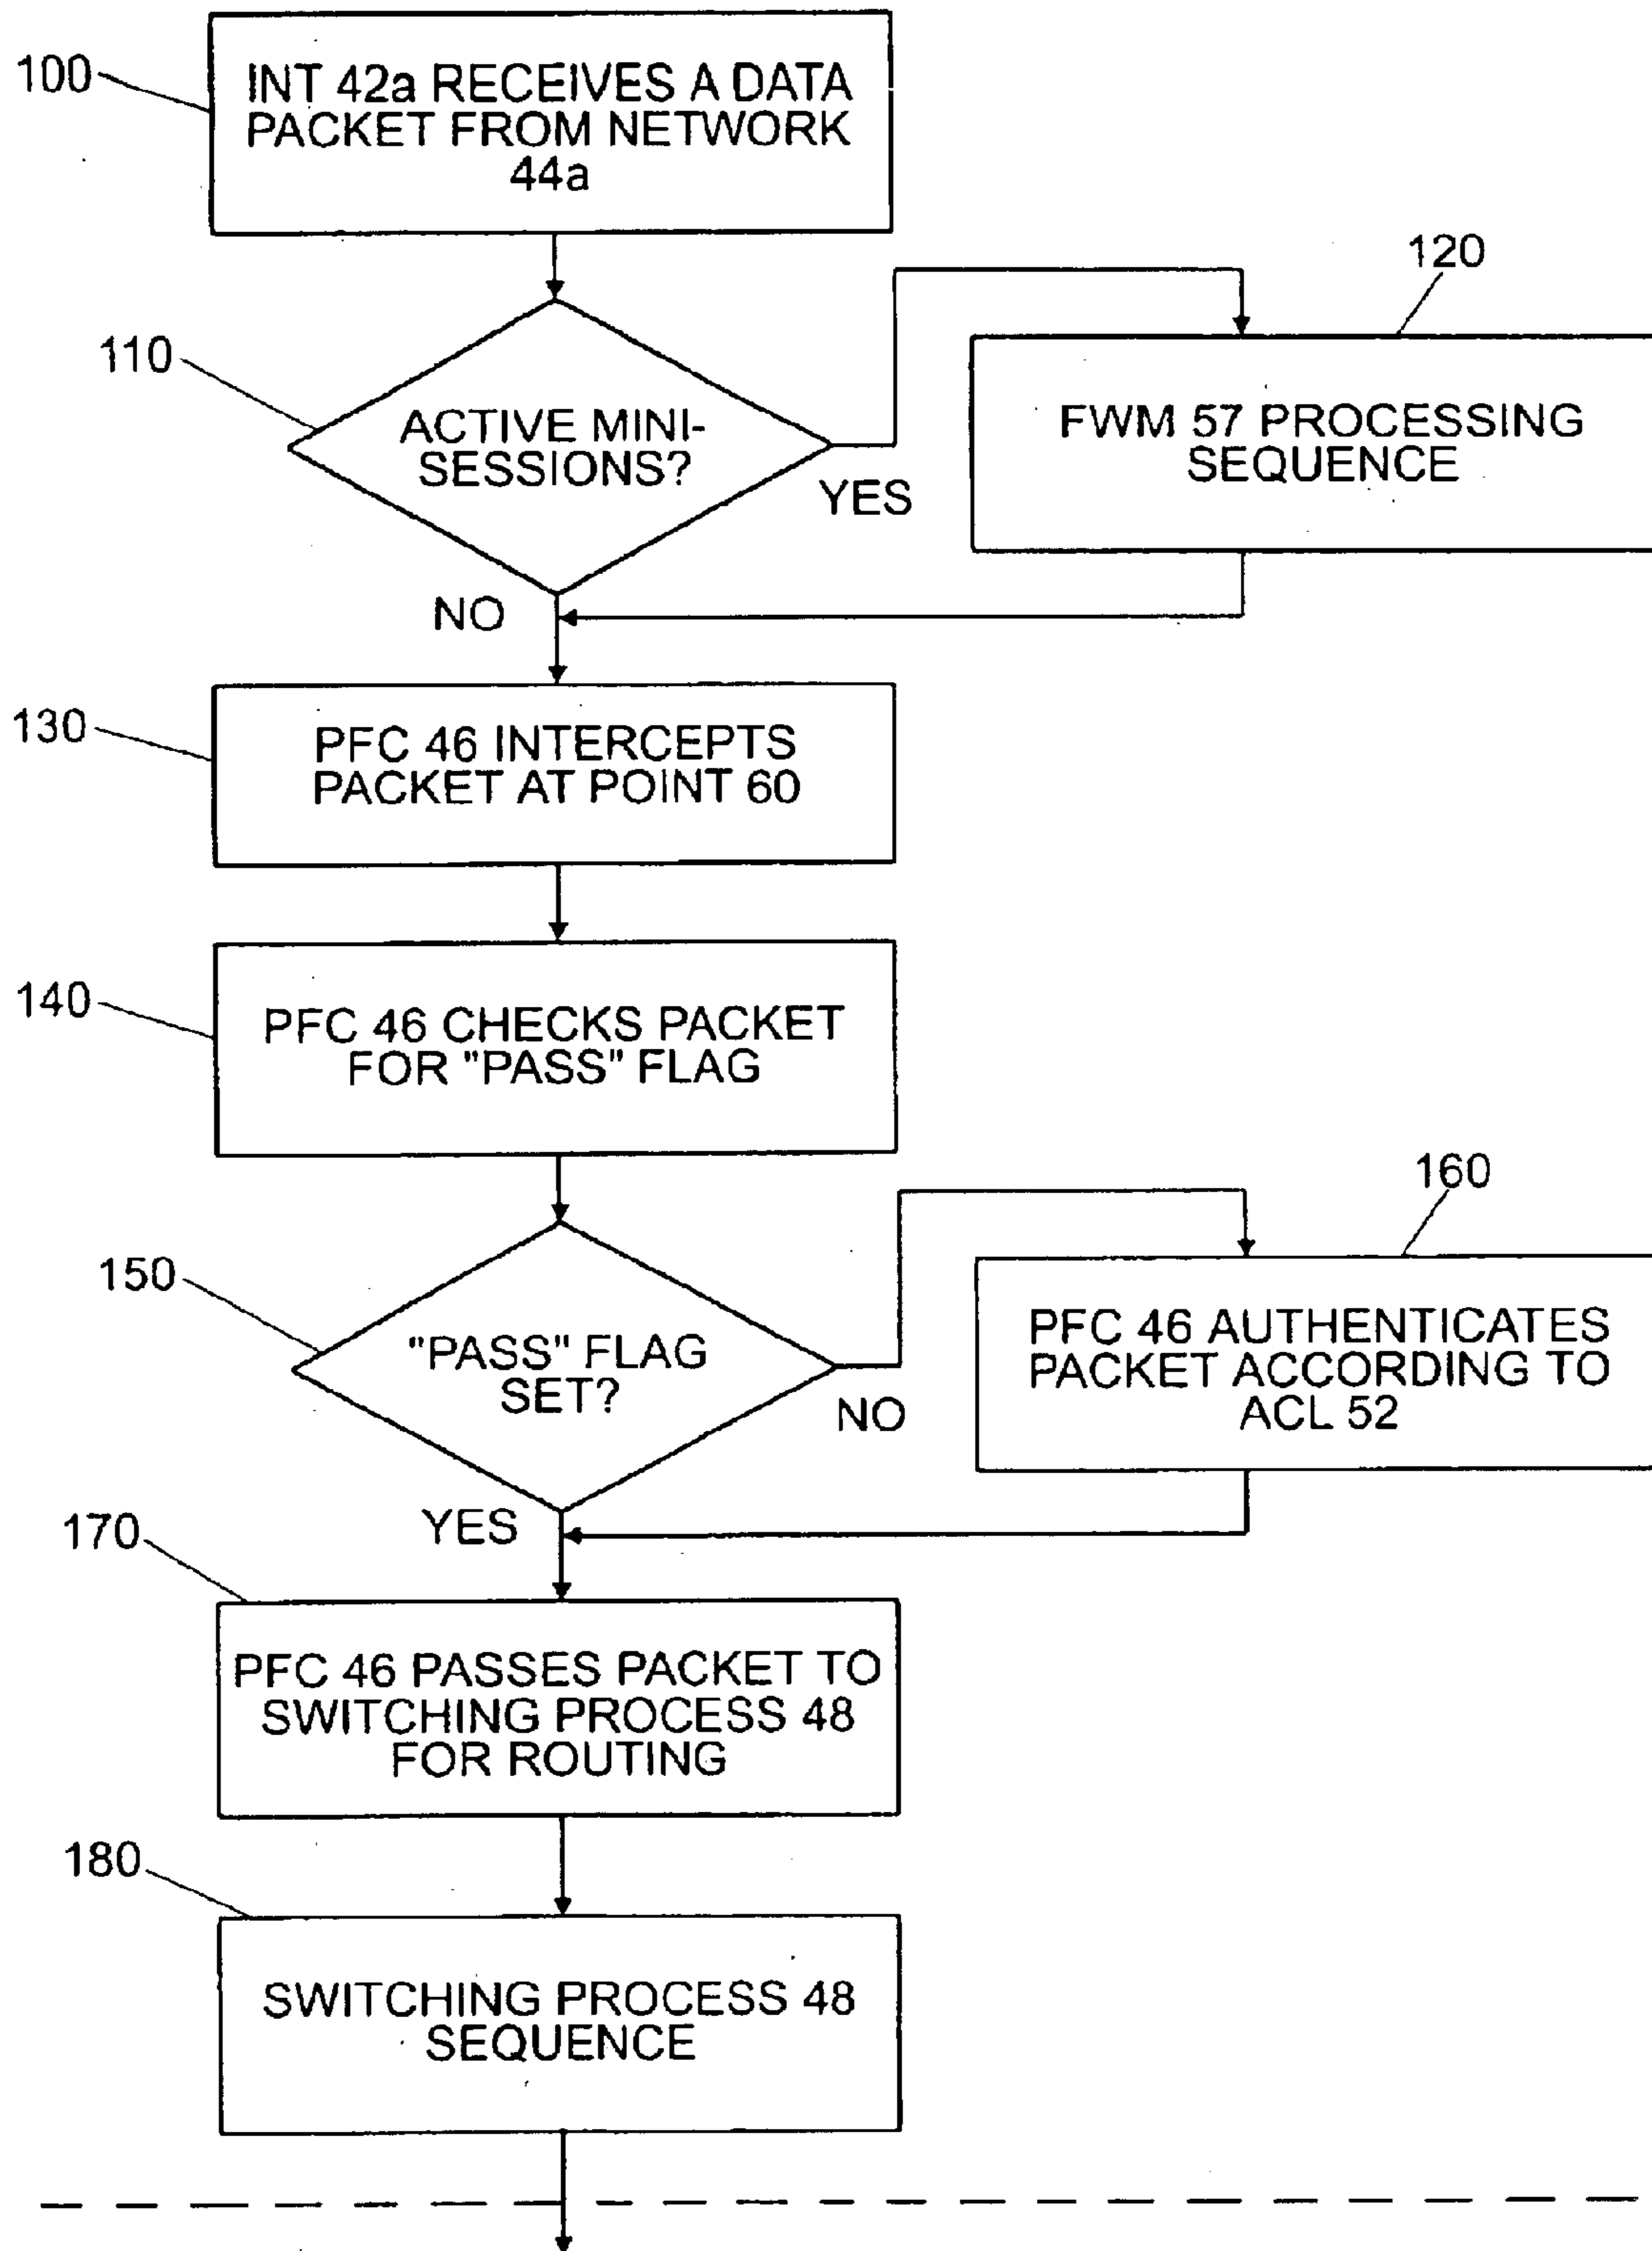 100
INT 42a RECEIVES A DATA
PACKET FROM NETWORK
44a
110
ACTIVE MINI-
SESSIONS?
YES
NO
120
FWM 57 PROCESSING
SEQUENCE
130
PFC 46 INTERCEPTS
PACKET AT POINT 60
140
PFC 46 CHECKS PACKET
FOR "PASS" FLAG
150
"PASS" FLAG
SET?
NO
YES
160
PFC 46 AUTHENTICATES
PACKET ACCORDING TO
ACL 52
170
PFC 46 PASSES PACKET TO
SWITCHING PROCESS 48
FOR ROUTING
180
SWITCHING PROCESS 48
SEQUENCE